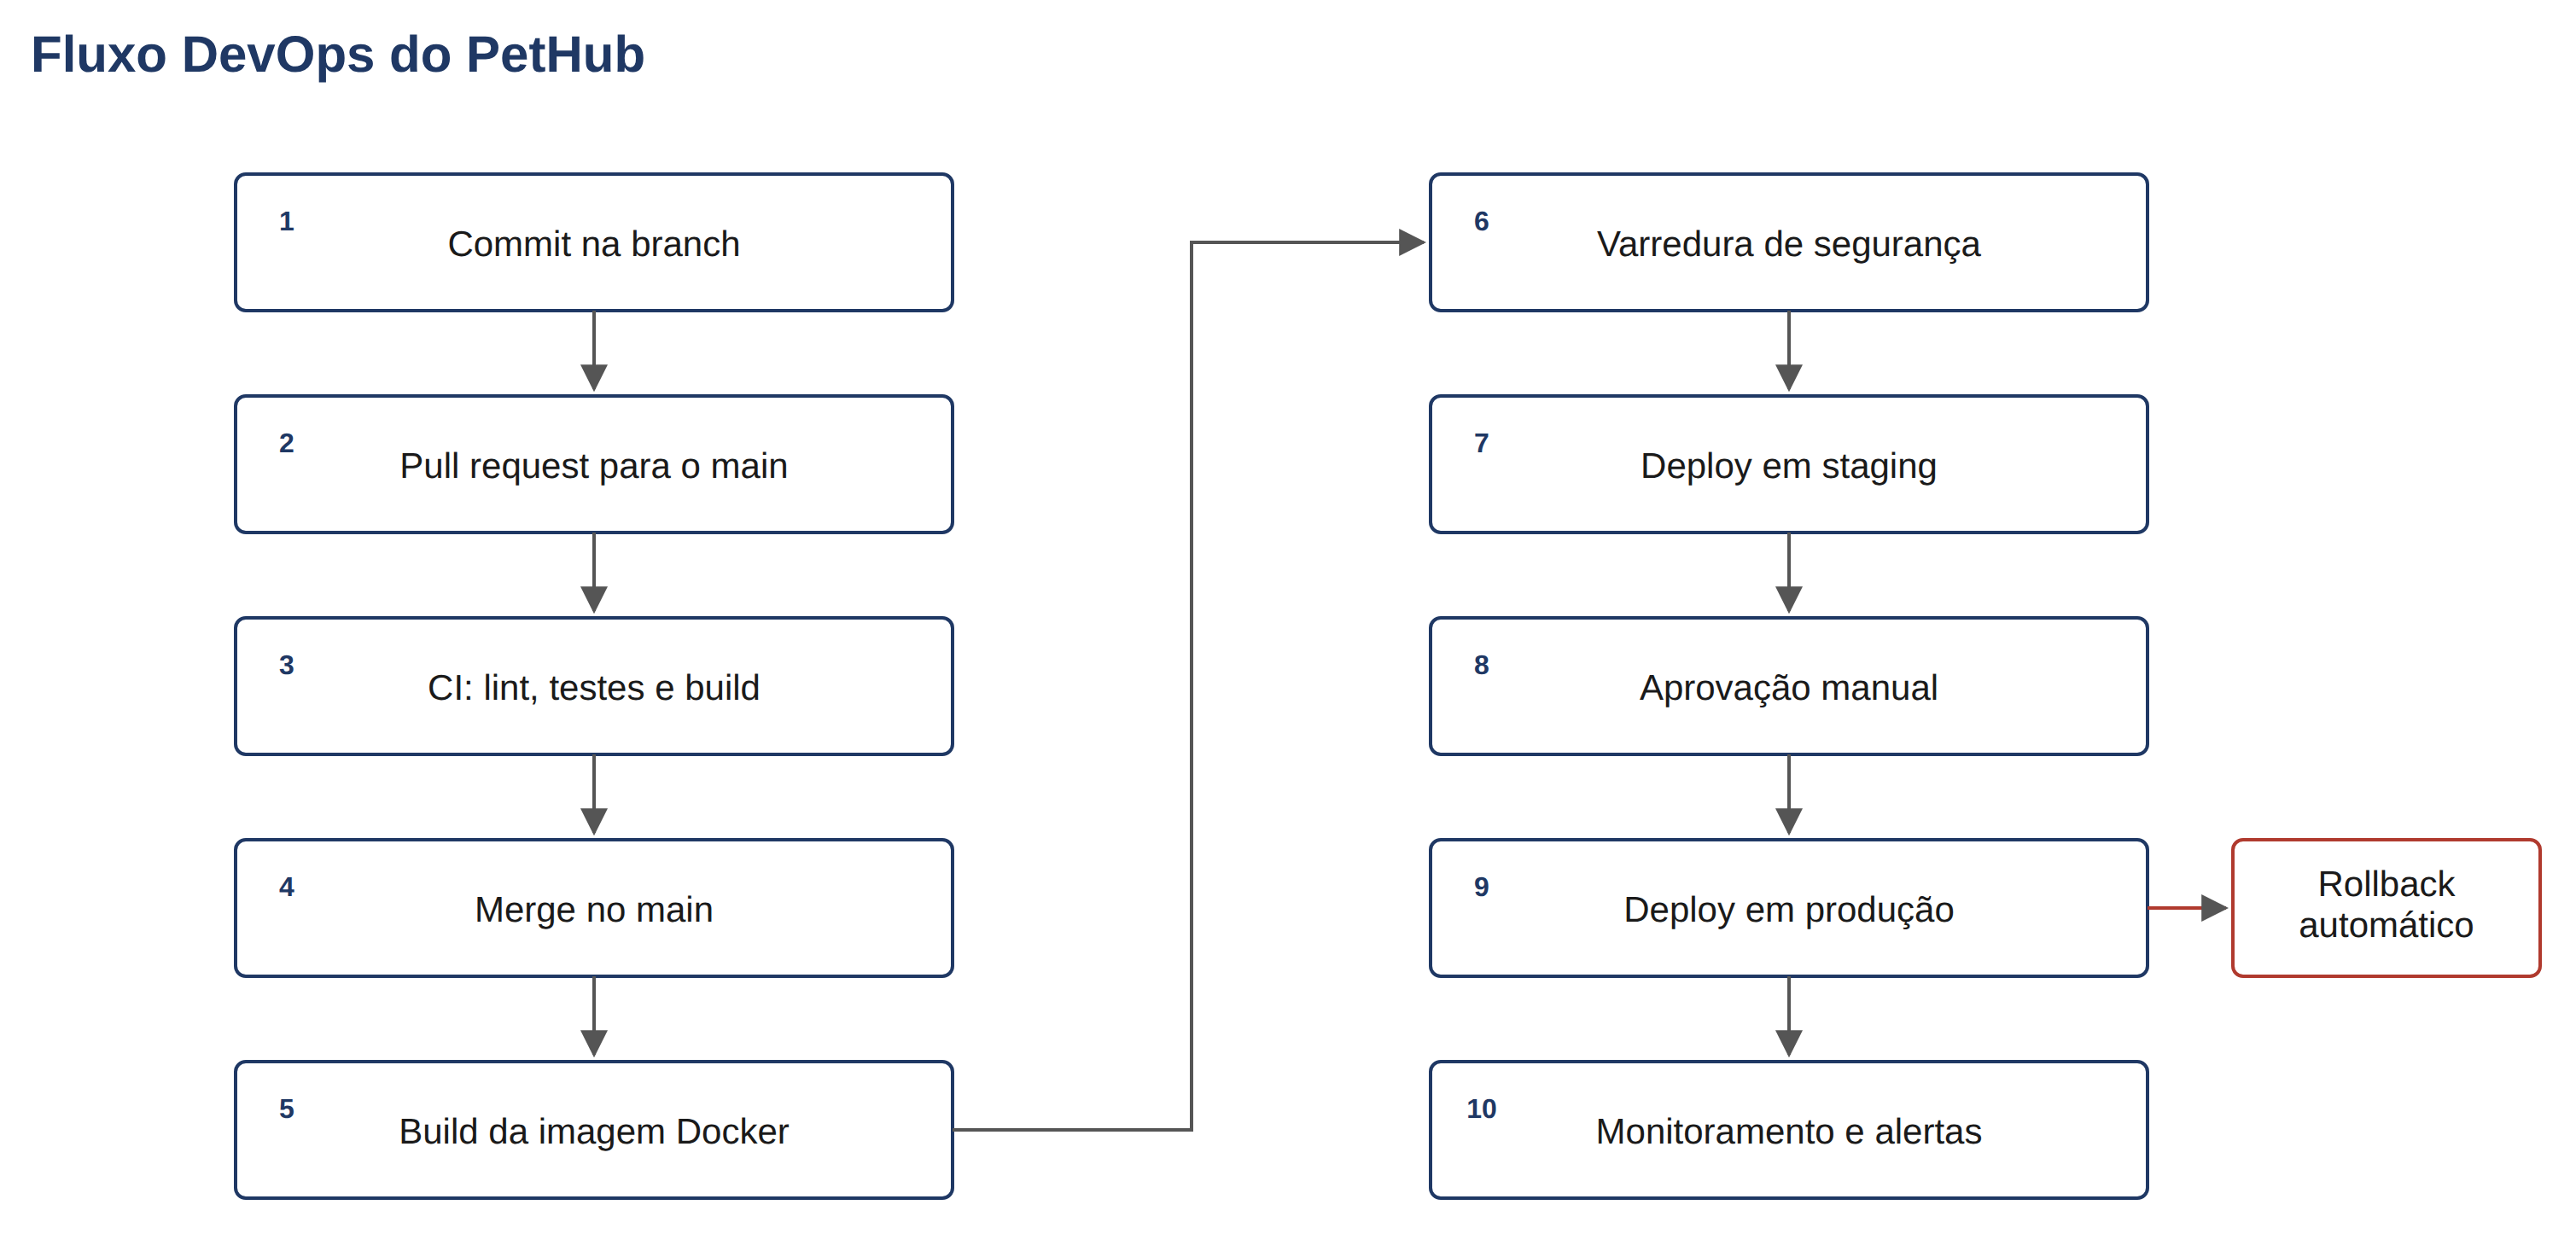 Fluxo DevOps do PetHub
1
Commit na branch
2
Pull request para o main
3
CI: lint, testes e build
4
Merge no main
5
Build da imagem Docker
6
Varredura de segurança
7
Deploy em staging
8
Aprovação manual
9
Deploy em produção
Rollback
automático
10
Monitoramento e alertas